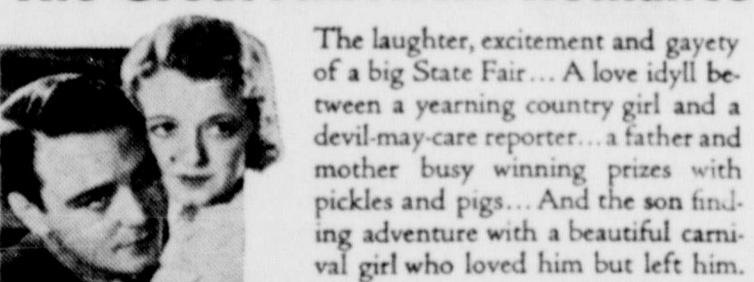 The laughter, excitement and gayety
of a big State Fair... A love idyll be-
tween a yearning country girl and a
devil-may-care reporter...a father and
mother busy winning prizes with
pickles and pigs... And the son find-
ing adventure with a beautiful carni-
val girl who loved him but left him.